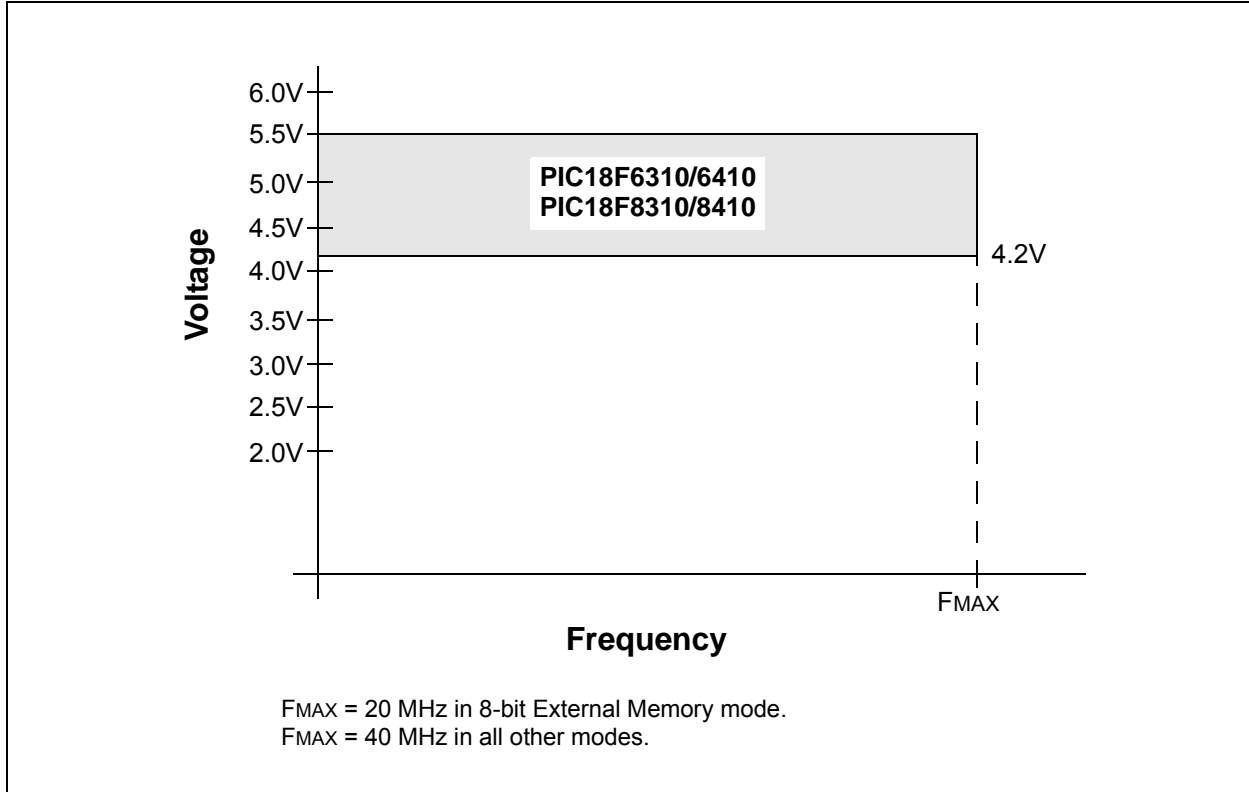 6.0V
5.5V
5.0V
4.5V
4.0V
3.5V
3.0V
2.5V
2.0V
Voltage
PIC18F6310/6410
PIC18F8310/8410
4.2V
FMAX
Frequency
FMAX = 20 MHz in 8-bit External Memory mode.
FMAX = 40 MHz in all other modes.